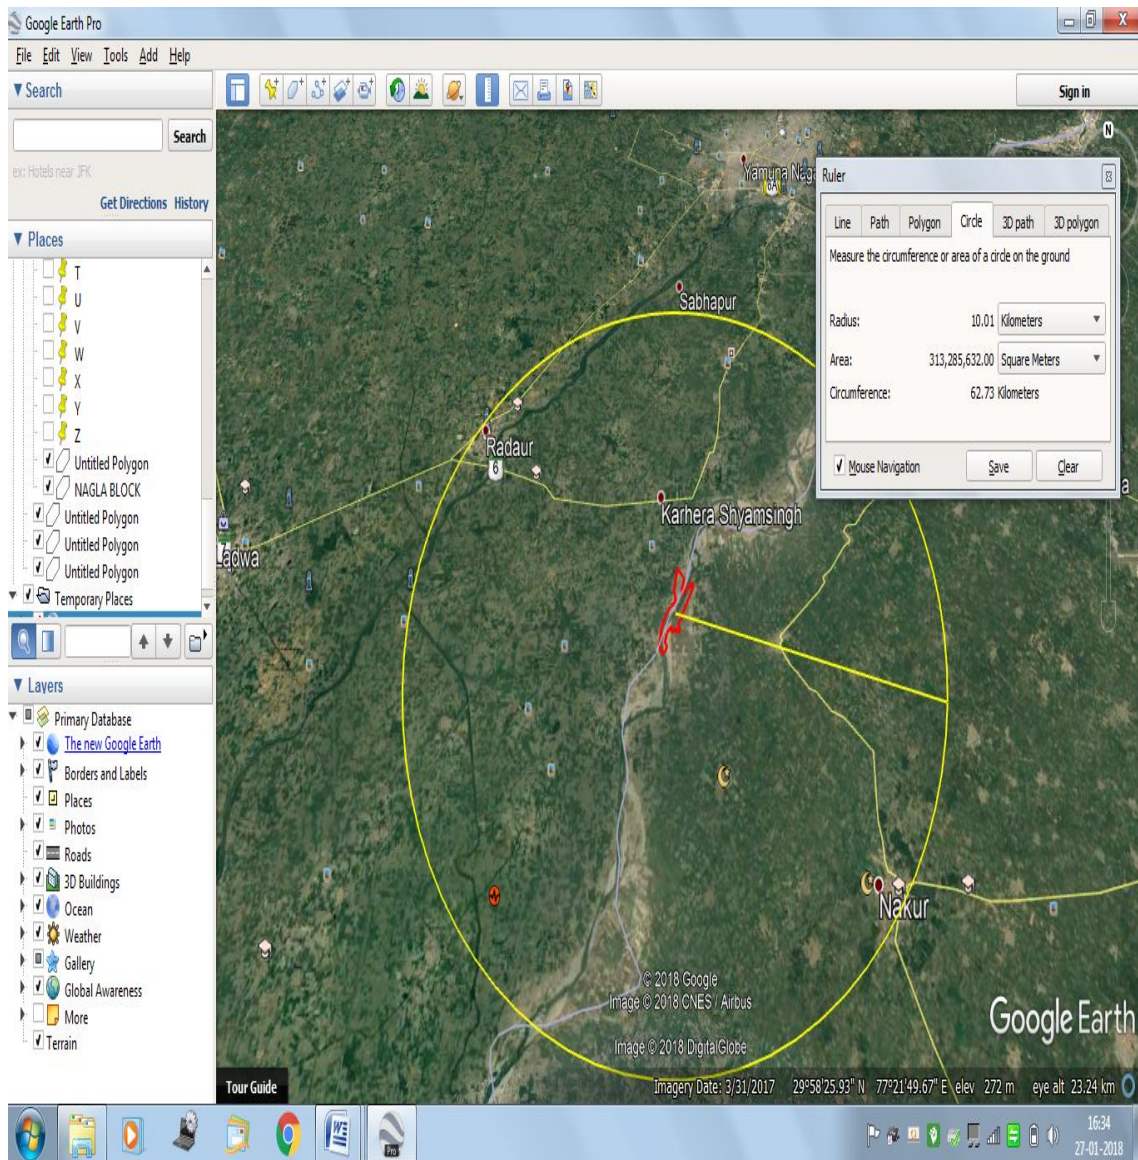 Google Earth Pro
File Edit View Tools Add Help
Search
Sign in
Search
ex: Hotels near JFK
Get Directions History
Places
T
U
V
W
X
Y
Z
Untitled Polygon
NAGLA BLOCK
Untitled Polygon
Untitled Polygon
Untitled Polygon
Temporary Places
Layers
Primary Database
The new Google Earth
Borders and Labels
Places
Photos
Roads
3D Buildings
Ocean
Weather
Gallery
Global Awareness
More
Terrain
N
Yamuna Naga
6A
Sabhapur
Radaur
6
Karhera Shyamsingh
Ladwa
Nakur
a
Ruler
Line Path Polygon Circle 3D path 3D polygon
Measure the circumference or area of a circle on the ground
Radius: 10.01 Kilometers
Area: 313,285,632.00 Square Meters
Circumference: 62.73 Kilometers
Mouse Navigation Save Clear
© 2018 Google
Image © 2018 CNES / Airbus
Image © 2018 DigitalGlobe
Google Earth
Tour Guide
Imagery Date: 3/31/2017 29°58'25.93" N 77°21'49.67" E elev 272 m eye alt 23.24 km
Pro
16:34
27-01-2018